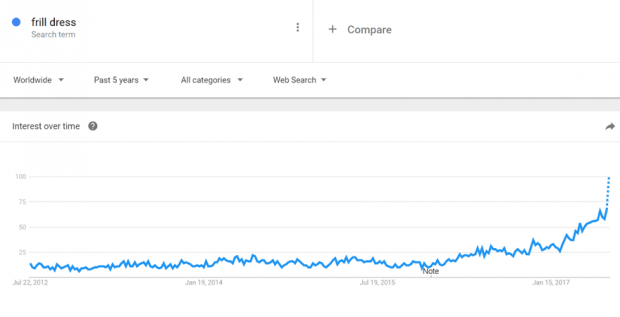 frill dress
Search term
+ Compare
Worldwide
Past 5 years
All categories
Web Search
Interest over time ?
100
75
50
25
Note
Jul 22, 2012
Jan 19, 2014
Jul 19, 2015
Jan 15, 2017